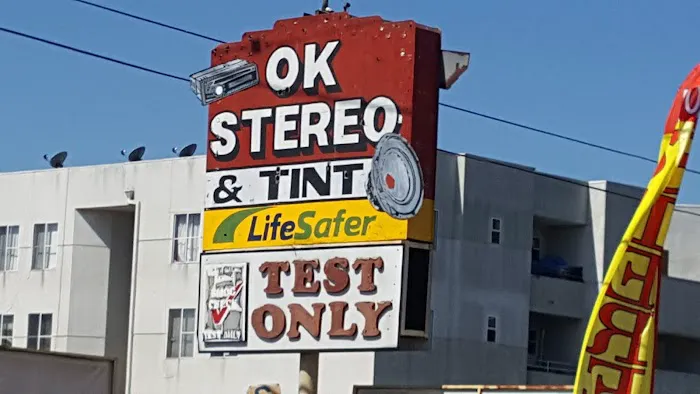 OK
STEREO
& TINT
LifeSafer
TEST
ONLY